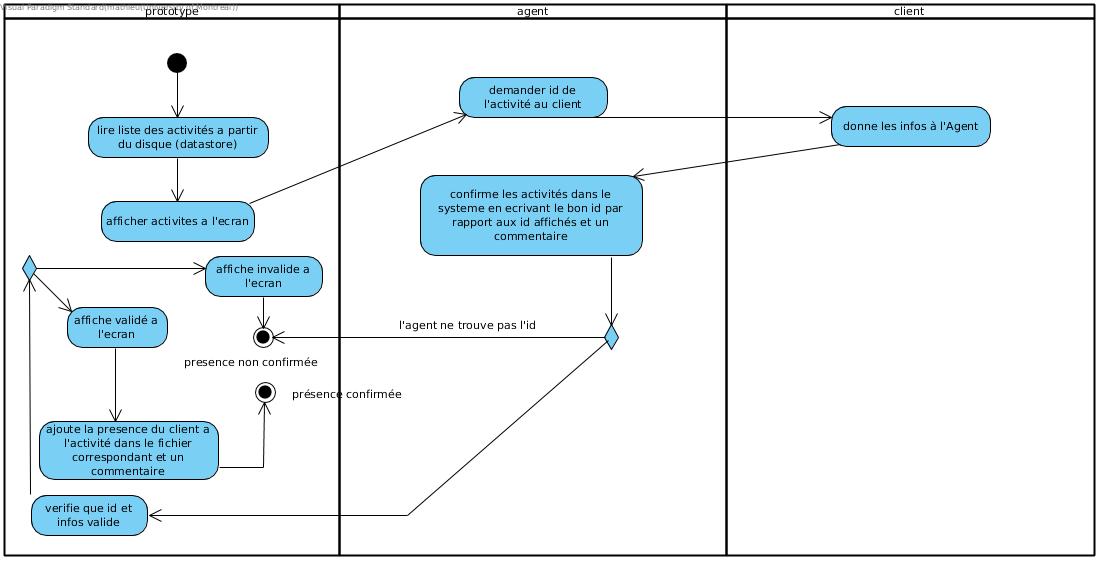 Visual Paradigm Standard(mathieu(Université de Montréal))
prototype
agent
client
demander id de
l'activité au client
donne les infos à l'Agent
lire liste des activités a partir
du disque (datastore)
afficher activites a l'ecran
confirme les activités dans le
systeme en ecrivant le bon id par
rapport aux id affichés et un
commentaire
affiche invalide a
l'ecran
affiche validé a
l'ecran
l'agent ne trouve pas l'id
presence non confirmée
présence confirmée
ajoute la presence du client a
l'activité dans le fichier
correspondant et un
commentaire
verifie que id et
infos valide